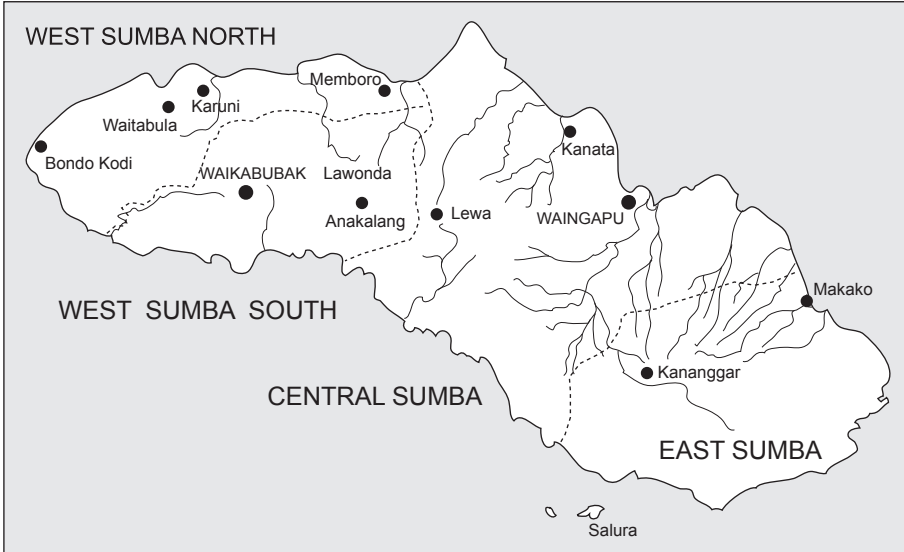 WEST SUMBA NORTH
Memboro
Karuni
Waitabula
Kanata
Bondo Kodi
WAIKABUBAK
Lawonda
Anakalang
Lewa
WAINGAPU
Makako
WEST SUMBA SOUTH
Kananggar
CENTRAL SUMBA
EAST SUMBA
Salura